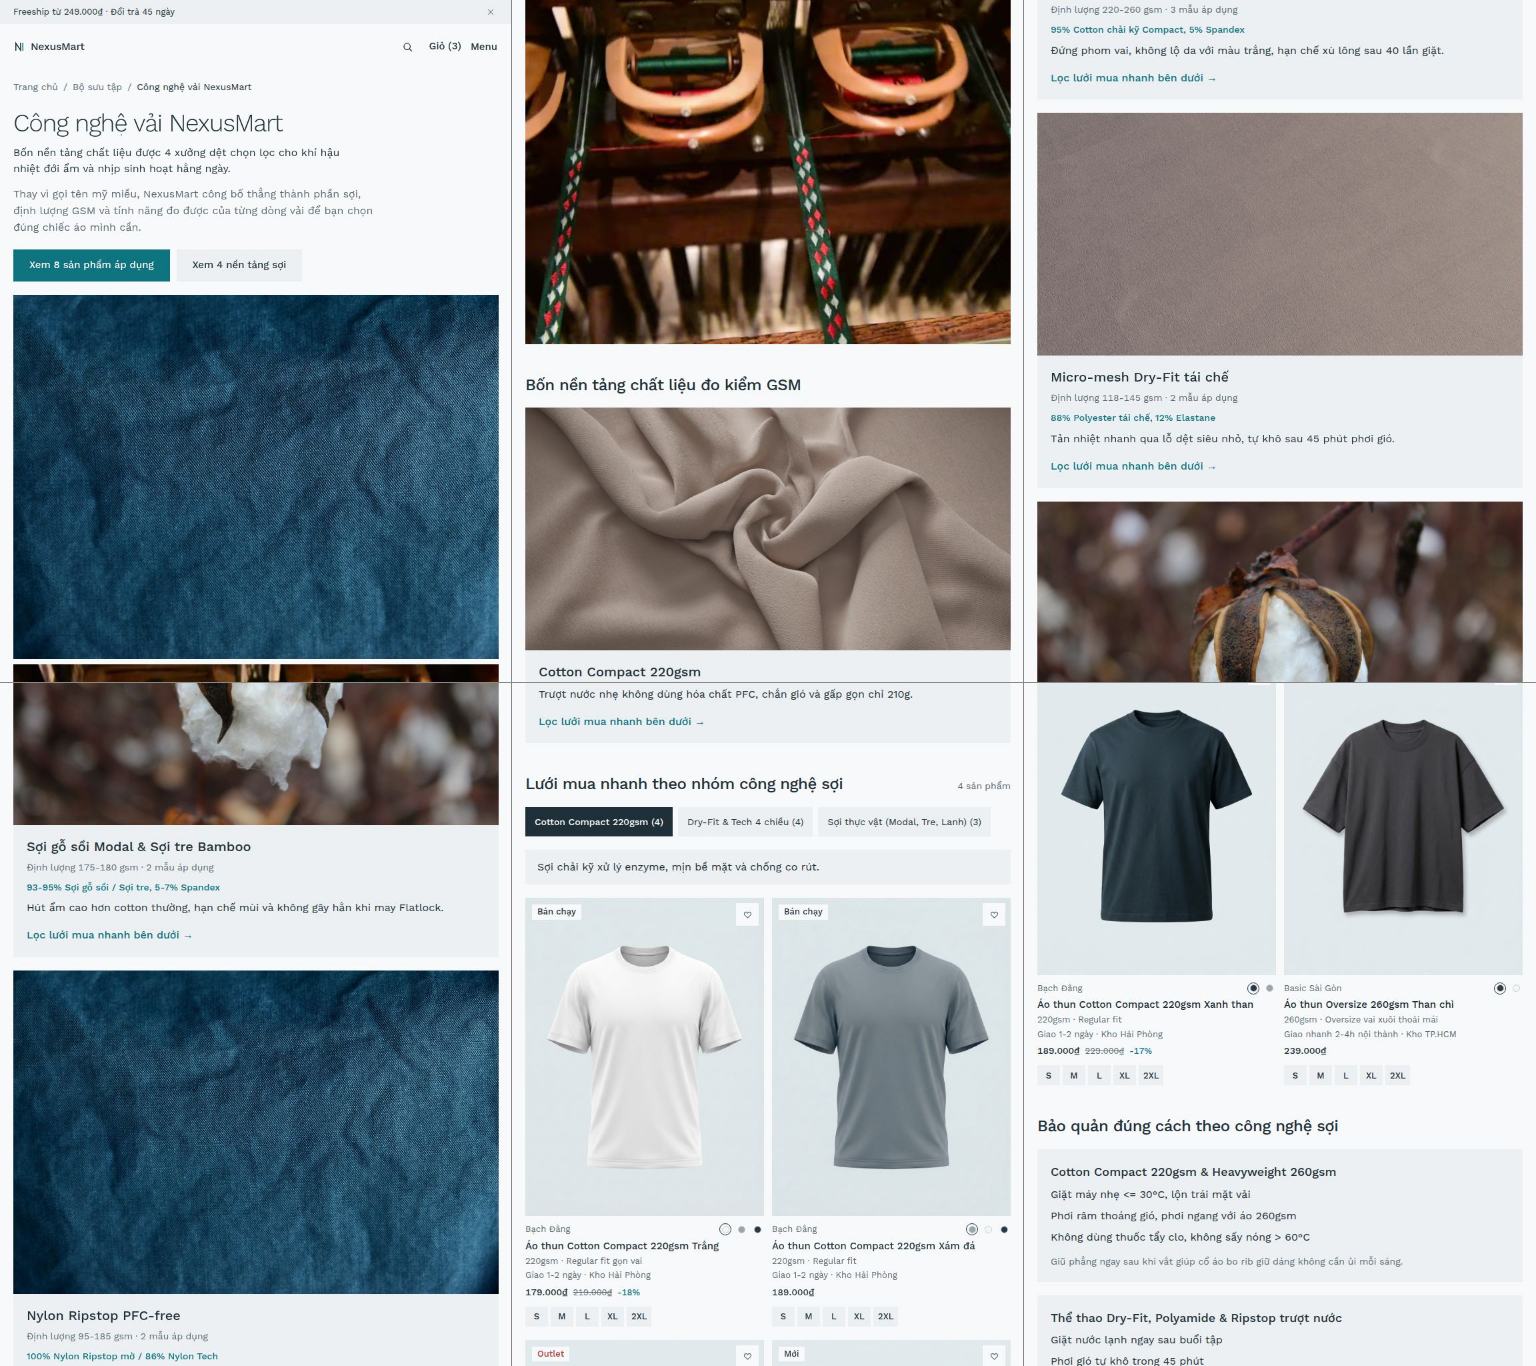 Freeship từ 249.000₫ · Đổi trả 45 ngày
NexusMart
Giỏ (3)
Menu
Trang chủ / Bộ sưu tập / Công nghệ vải NexusMart
Công nghệ vải NexusMart
Bốn nền tảng chất liệu được 4 xưởng dệt chọn lọc cho khí hậu
nhiệt đới ẩm và nhịp sinh hoạt hằng ngày.
Thay vì gọi tên mỹ miều, NexusMart công bố thẳng thành phần sợi,
định lượng GSM và tính năng đo được của từng dòng vải để bạn chọn
đúng chiếc áo mình cần.
Xem 8 sản phẩm áp dụng
Xem 4 nền tảng sợi
Bốn nền tảng chất liệu đo kiểm GSM
Cotton Compact 220gsm
Định lượng 220-260 gsm · 3 mẫu áp dụng
95% Cotton chải kỹ Compact, 5% Spandex
Đứng phom vai, không lộ da với màu trắng, hạn chế xù lông sau 40 lần giặt.
Lọc lưới mua nhanh bên dưới →
Micro-mesh Dry-Fit tái chế
Định lượng 118-145 gsm · 2 mẫu áp dụng
88% Polyester tái chế, 12% Elastane
Tản nhiệt nhanh qua lỗ dệt siêu nhỏ, tự khô sau 45 phút phơi gió.
Lọc lưới mua nhanh bên dưới →
Sợi gỗ sồi Modal & Sợi tre Bamboo
Định lượng 175-180 gsm · 2 mẫu áp dụng
93-95% Sợi gỗ sồi / Sợi tre, 5-7% Spandex
Hút ẩm cao hơn cotton thường, hạn chế mùi và không gây hằn khi may Flatlock.
Lọc lưới mua nhanh bên dưới →
Nylon Ripstop PFC-free
Định lượng 95-185 gsm · 2 mẫu áp dụng
100% Nylon Ripstop mờ / 86% Nylon Tech
Trượt nước nhẹ không dùng hóa chất PFC, chắn gió và gấp gọn chỉ 210g.
Lọc lưới mua nhanh bên dưới →
Lưới mua nhanh theo nhóm công nghệ sợi
4 sản phẩm
Cotton Compact 220gsm (4)
Dry-Fit & Tech 4 chiều (4)
Sợi thực vật (Modal, Tre, Lanh) (3)
Sợi chải kỹ xử lý enzyme, mịn bề mặt và chống co rút.
Bán chạy
Bán chạy
Bạch Đằng
Áo thun Cotton Compact 220gsm Trắng
220gsm · Regular fit gọn vai
Giao 1-2 ngày · Kho Hải Phòng
179.000₫ 219.000₫ -18%
S M L XL 2XL
Bạch Đằng
Áo thun Cotton Compact 220gsm Xám đá
220gsm · Regular fit
Giao 1-2 ngày · Kho Hải Phòng
189.000₫
S M L XL 2XL
Outlet
Mới
Bạch Đằng
Áo thun Cotton Compact 220gsm Xanh than
220gsm · Regular fit
Giao 1-2 ngày · Kho Hải Phòng
189.000₫ 229.000₫ -17%
S M L XL 2XL
Basic Sài Gòn
Áo thun Oversize 260gsm Than chì
260gsm · Oversize vai xuôi thoải mái
Giao nhanh 2-4h nội thành · Kho TP.HCM
239.000₫
S M L XL 2XL
Bảo quản đúng cách theo công nghệ sợi
Cotton Compact 220gsm & Heavyweight 260gsm
Giặt máy nhẹ <= 30°C, lộn trái mặt vải
Phơi râm thoáng gió, phơi ngang với áo 260gsm
Không dùng thuốc tẩy clo, không sấy nóng > 60°C
Giũ phẳng ngay sau khi vắt giúp cổ áo bo rib giữ dáng không cần ủi mỗi sáng.
Thể thao Dry-Fit, Polyamide & Ripstop trượt nước
Giặt nước lạnh ngay sau buổi tập
Phơi gió tự khô trong 45 phút